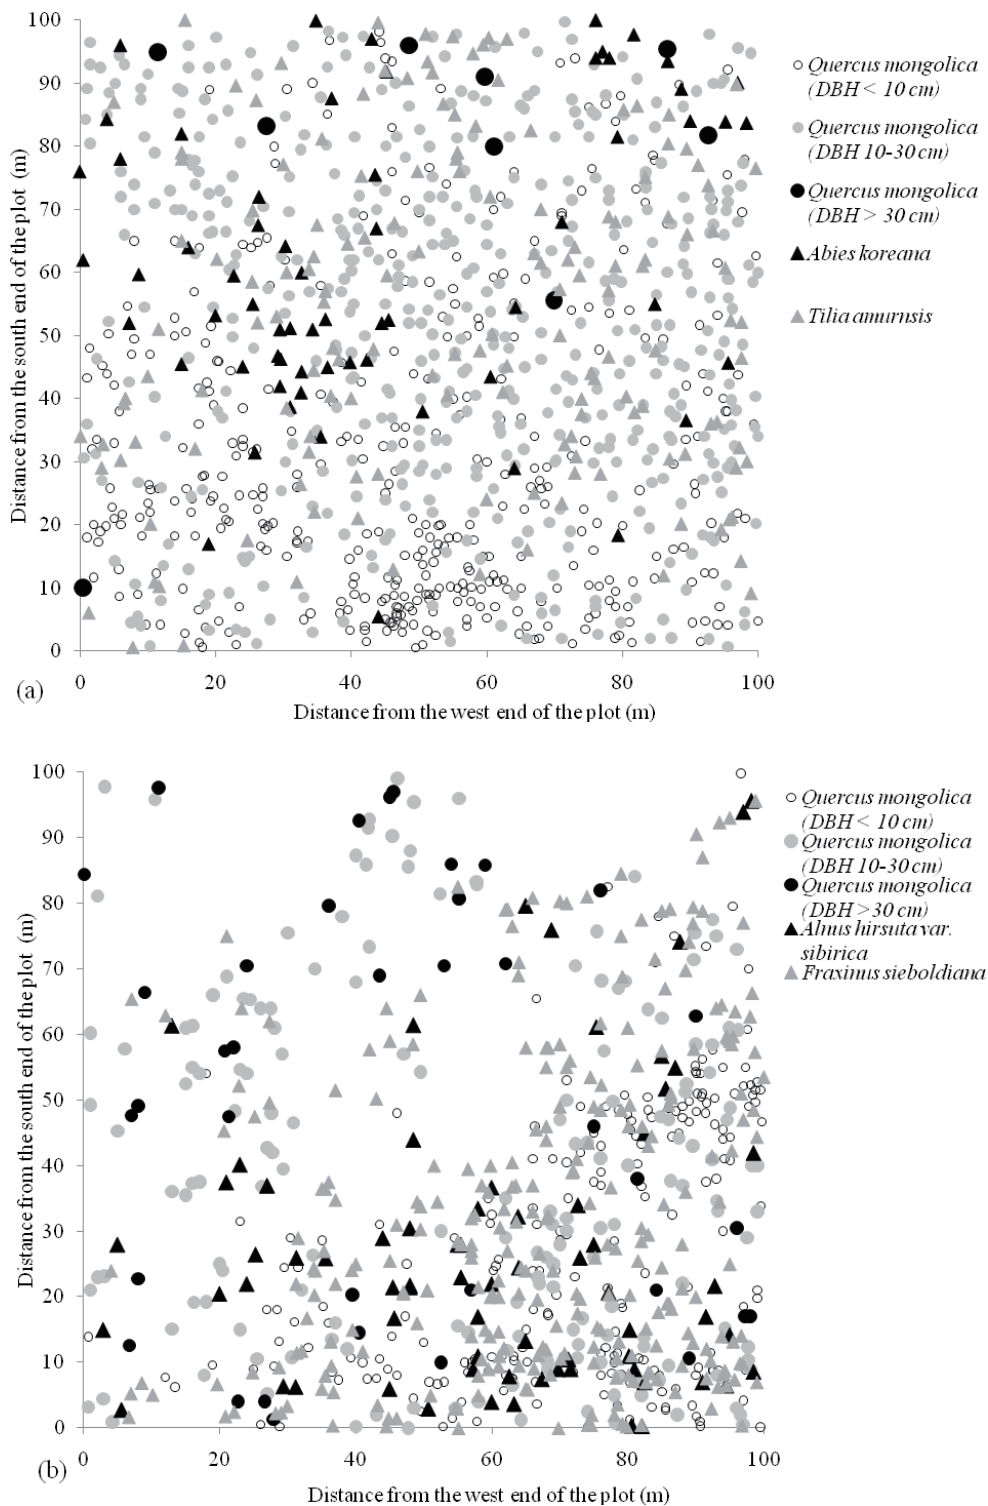 100
90
80
70
60
50
40
30
20
10
0
Distance from the south end of the plot (m)
Quercus mongolica
(DBH < 10 cm)
Quercus mongolica
(DBH 10-30 cm)
Quercus mongolica
(DBH > 30 cm)
Abies koreana
Tilia amurnsis
0 20 40 60 80 100
(a)
Distance from the west end of the plot (m)
100
90
80
70
60
50
40
30
20
10
0
Distance from the south end of the plot (m)
Quercus mongolica
(DBH < 10 cm)
Quercus mongolica
(DBH 10-30 cm)
Quercus mongolica
(DBH > 30 cm)
Alnus hirsuta var.
sibirica
Fraxinus sieboldiana
0 20 40 60 80 100
(b)
Distance from the west end of the plot (m)